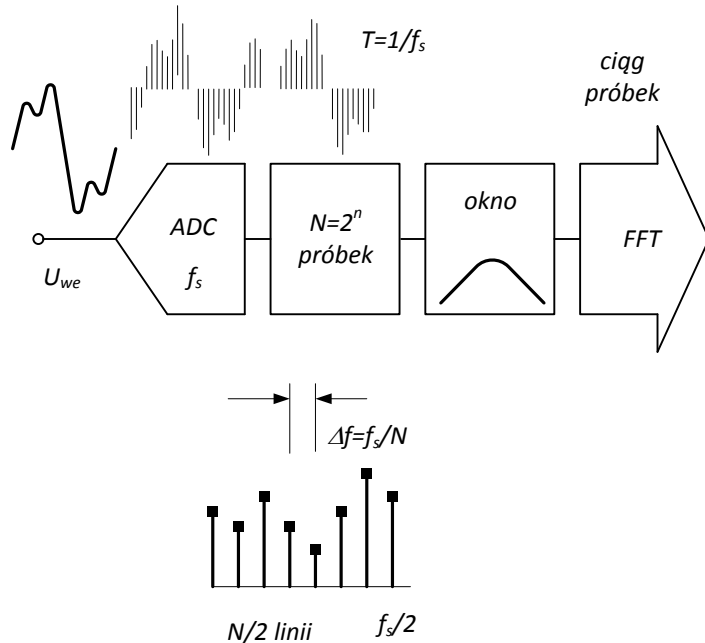 T=1/fs
ciąg
próbek
ADC
fs
N=2ⁿ
próbek
okno
FFT
Uwe
Δf=fs/N
N/2 linii
fs/2